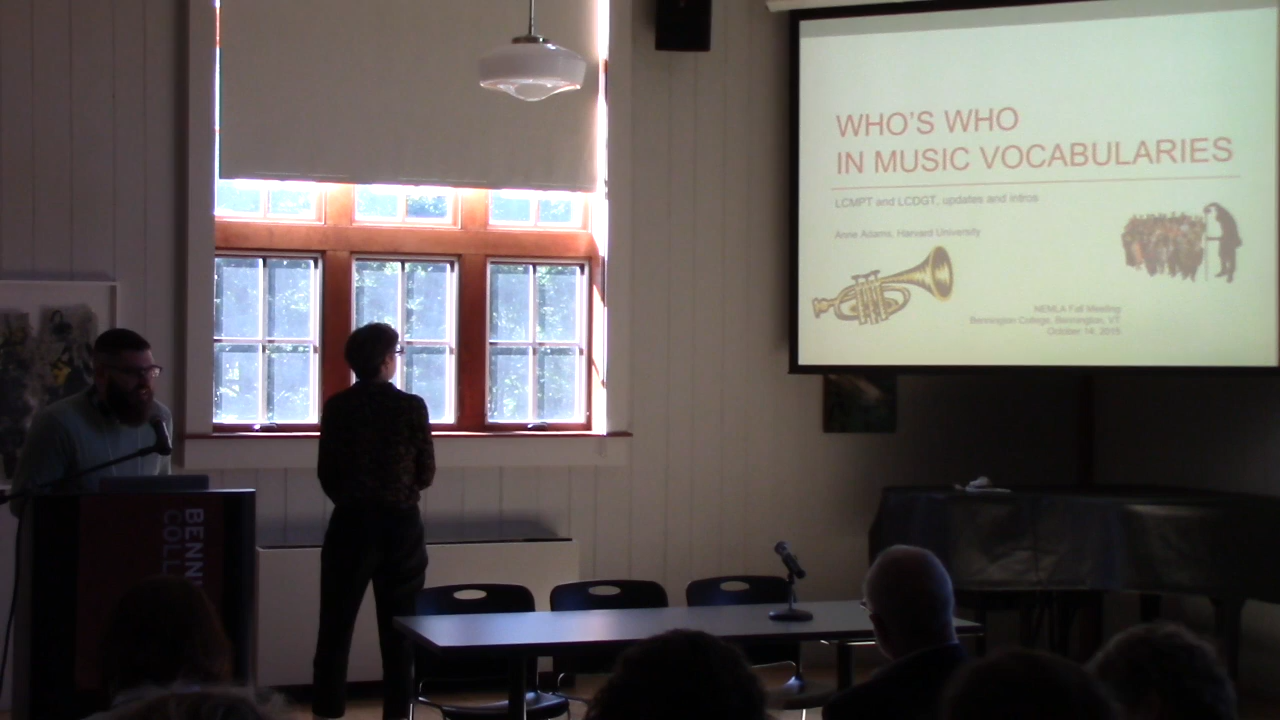 WHO'S WHO
IN MUSIC VOCABULARIES
LCMPT and LCDGT, updates and intros
Anne Adams, Harvard University
NEMLA Fall Meeting
Bennington College, Bennington, VT
October 14, 2015
BENN
COLL